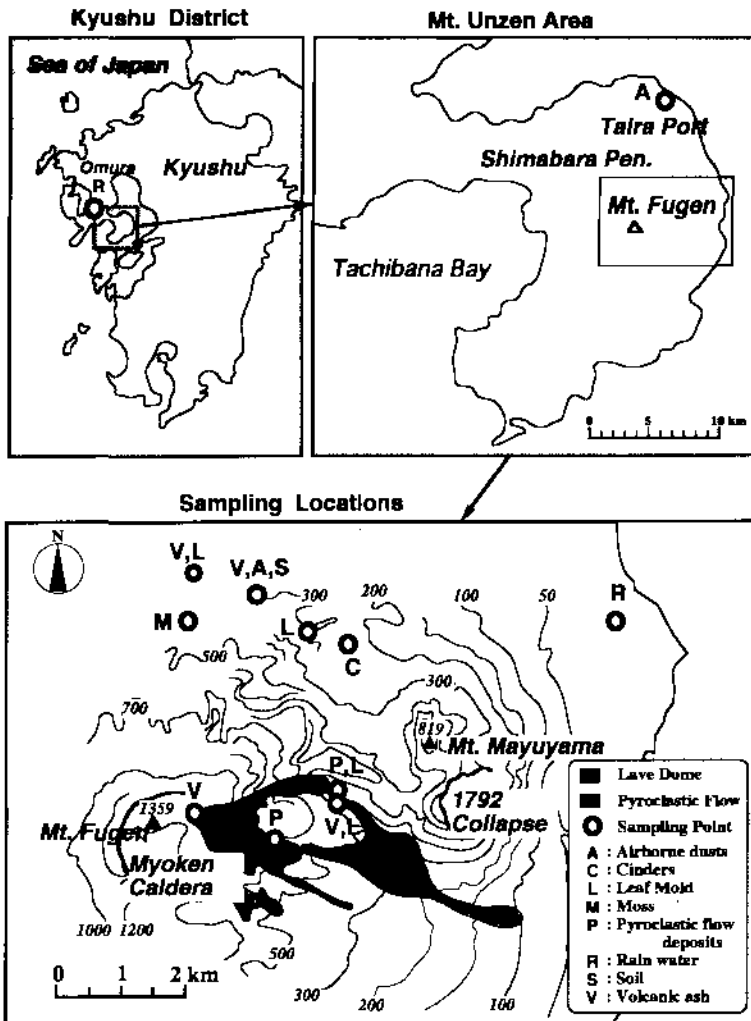 Kyushu District
Mt. Unzen Area
Sea of Japan
Omura
R
Kyushu
A
Taira Port
Shimabara Pen.
Mt. Fugen
Tachibana Bay
0 5 10 km
Sampling Locations
N
V,L
V,A,S
M
L
C
R
300
200
100
50
500
300
700
819
Mt. Mayuyama
P,L
V
1359
P
V,L
1792
Collapse
Mt. Fugen
Myoken
Caldera
1000
1200
500
300
200
100
0 1 2 km
Lave Dome
Pyroclastic Flow
Sampling Point
A : Airborne dusts
C : Cinders
L : Leaf Mold
M : Moss
P : Pyroclastic flow
deposits
R : Rain water
S : Soil
V : Volcanic ash